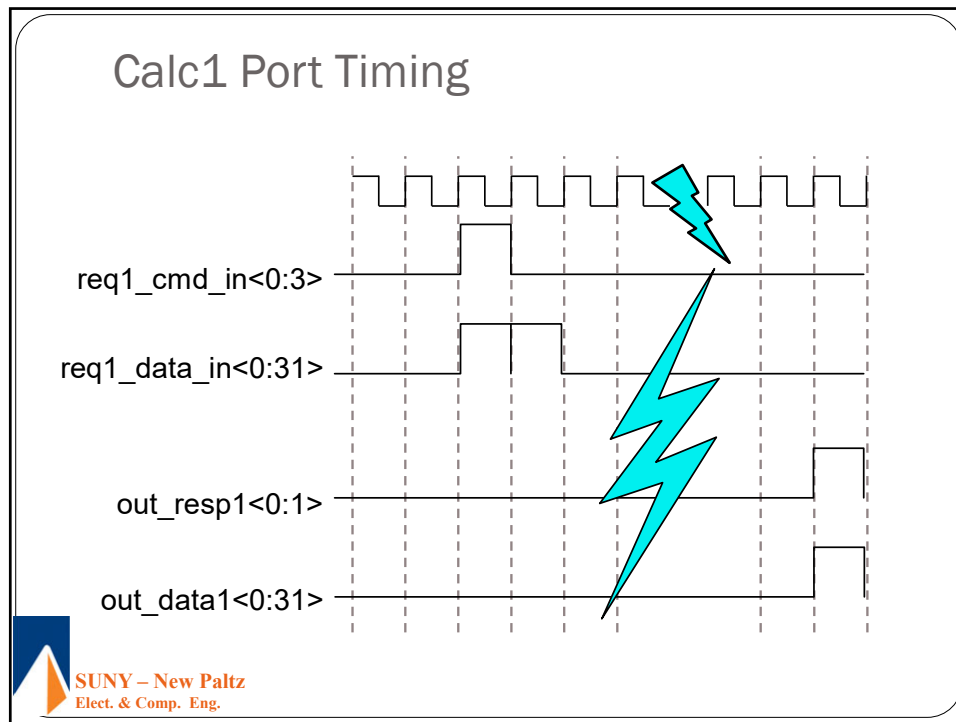 Calc1 Port Timing
req1_cmd_in<0:3>
req1_data_in<0:31>
out_resp1<0:1>
out_data1<0:31>
SUNY – New Paltz
Elect. & Comp. Eng.